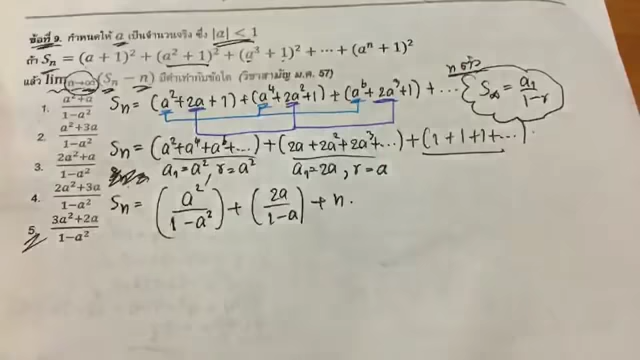 ข้อที่ 9. กำหนดให้ a เป็นจำนวนจริง ซึ่ง |a| < 1
ถ้า Sₙ = (a + 1)² + (a² + 1)² + (a³ + 1)² + ⋯ + (aⁿ + 1)²
แล้ว limₙ→∞(Sₙ − n) มีค่าเท่ากับข้อใด (วิชาสามัญ ม.ค. 57)
n ตัว
S∞ = a₁/(1−r)
Sₙ = (a²+2a+1) + (a⁴+2a²+1) + (a⁶+2a³+1) + ...
Sₙ = (a²+a⁴+a⁶+...) + (2a+2a²+2a³+...) + (1+1+1+...)
a₁ = a², r = a² a₁ = 2a, r = a
Sₙ = (a²/(1−a²)) + (2a/(1−a)) + n.
1. (a²+a)/(1−a²)
2. (a²+3a)/(1−a²)
3. (2a²+a)/(1−a²)
4. (2a²+3a)/(1−a²)
5. (3a²+2a)/(1−a²)